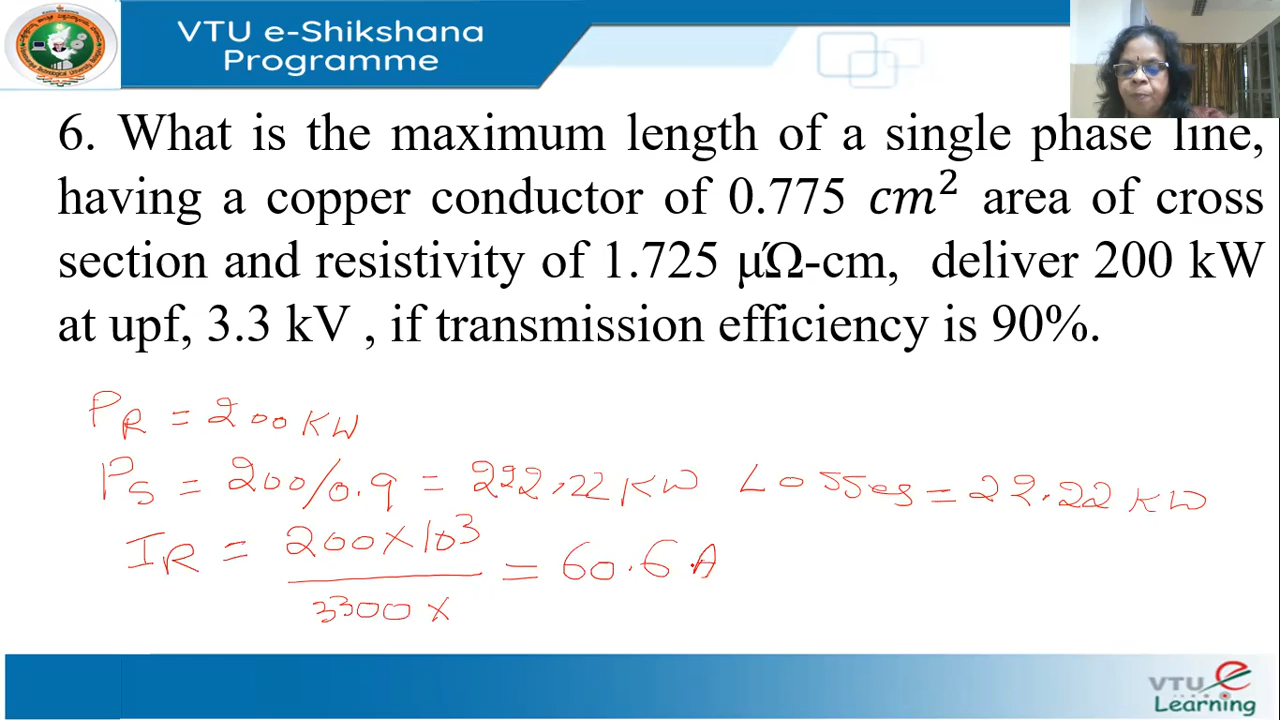 VTU e-Shikshana
Programme
6. What is the maximum length of a single phase line,
having a copper conductor of 0.775 𝑐𝑚² area of cross
section and resistivity of 1.725 μΏ-cm, deliver 200 kW
at upf, 3.3 kV , if transmission efficiency is 90%.
PR = 200 KW
PS = 200/0.9 = 222.22 KW Losses = 22.22 KW
IR = 200×10³ / 3300 × = 60.6 A
VTU e
Learning